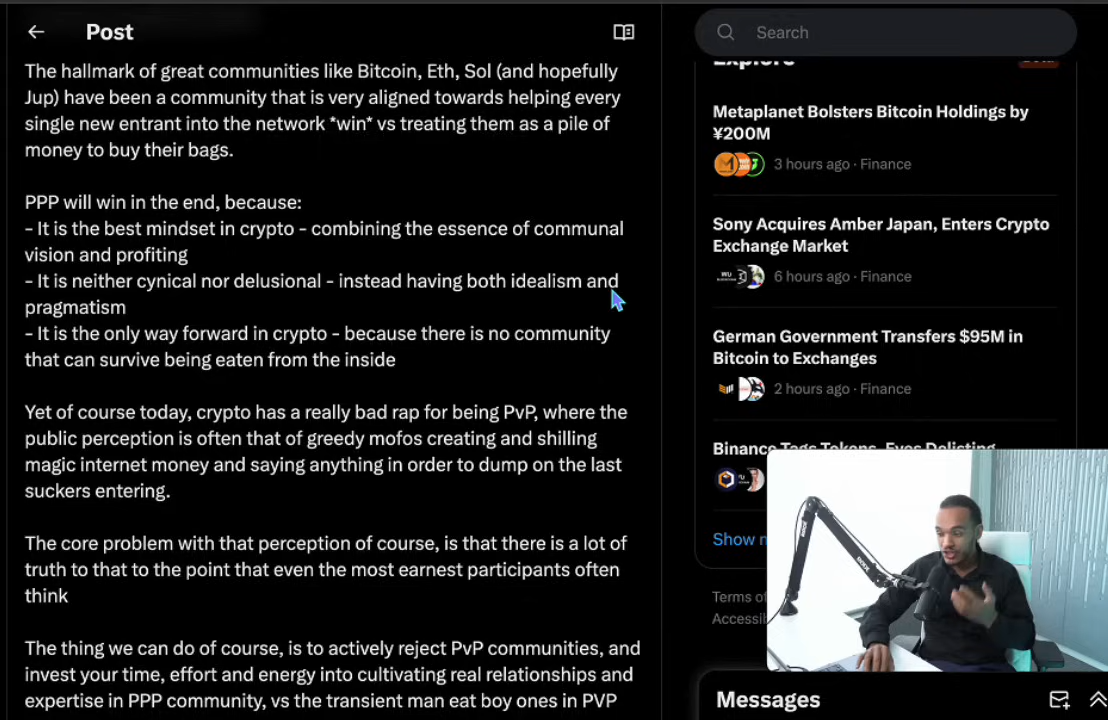 Post
The hallmark of great communities like Bitcoin, Eth, Sol (and hopefully
Jup) have been a community that is very aligned towards helping every
single new entrant into the network *win* vs treating them as a pile of
money to buy their bags.
PPP will win in the end, because:
- It is the best mindset in crypto - combining the essence of communal
vision and profiting
- It is neither cynical nor delusional - instead having both idealism and
pragmatism
- It is the only way forward in crypto - because there is no community
that can survive being eaten from the inside
Yet of course today, crypto has a really bad rap for being PvP, where the
public perception is often that of greedy mofos creating and shilling
magic internet money and saying anything in order to dump on the last
suckers entering.
The core problem with that perception of course, is that there is a lot of
truth to that to the point that even the most earnest participants often
think
The thing we can do of course, is to actively reject PvP communities, and
invest your time, effort and energy into cultivating real relationships and
expertise in PPP community, vs the transient man eat boy ones in PVP
Search
Explore
Metaplanet Bolsters Bitcoin Holdings by
¥200M
3 hours ago · Finance
Sony Acquires Amber Japan, Enters Crypto
Exchange Market
6 hours ago · Finance
German Government Transfers $95M in
Bitcoin to Exchanges
2 hours ago · Finance
Binance Tags Tokens, Eyes Delisting
Show
Terms of
Messages